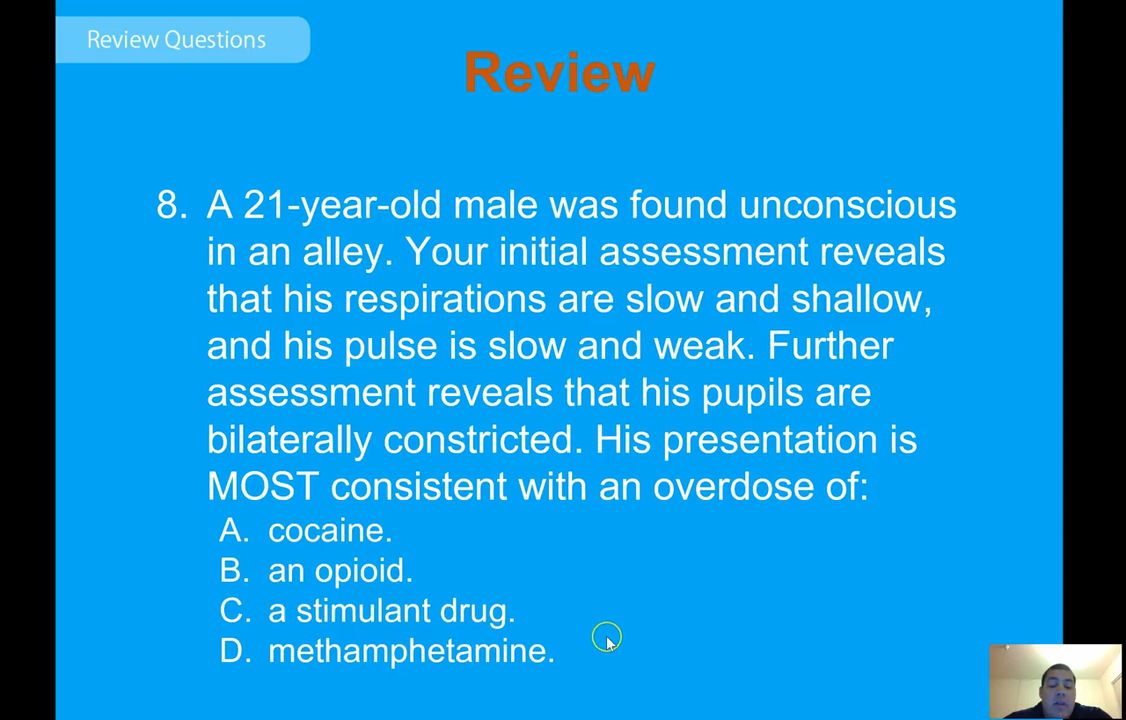 Review Questions
Review
8. A 21-year-old male was found unconscious
in an alley. Your initial assessment reveals
that his respirations are slow and shallow,
and his pulse is slow and weak. Further
assessment reveals that his pupils are
bilaterally constricted. His presentation is
MOST consistent with an overdose of:
A. cocaine.
B. an opioid.
C. a stimulant drug.
D. methamphetamine.